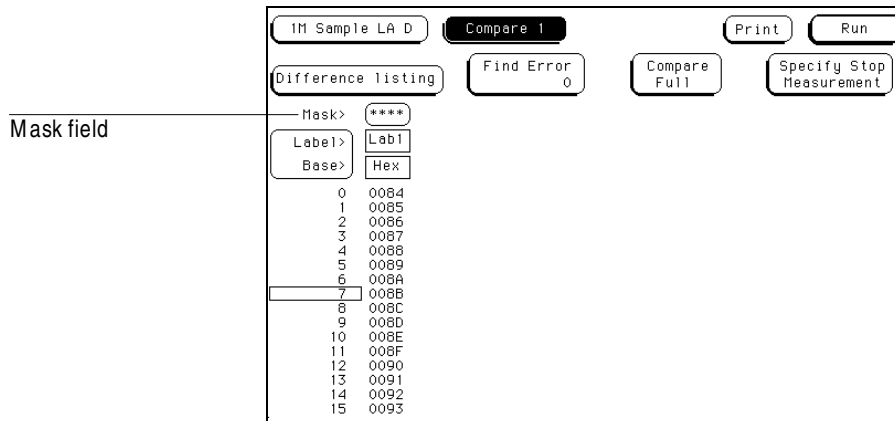 1M Sample LA D Compare 1 Print Run
Difference listing Find Error 0 Compare Full Specify Stop Measurement
Mask field
Mask> ****
Label> Lab1
Base> Hex
0 0084
1 0085
2 0086
3 0087
4 0088
5 0089
6 008A
7 008B
8 008C
9 008D
10 008E
11 008F
12 0090
13 0091
14 0092
15 0093